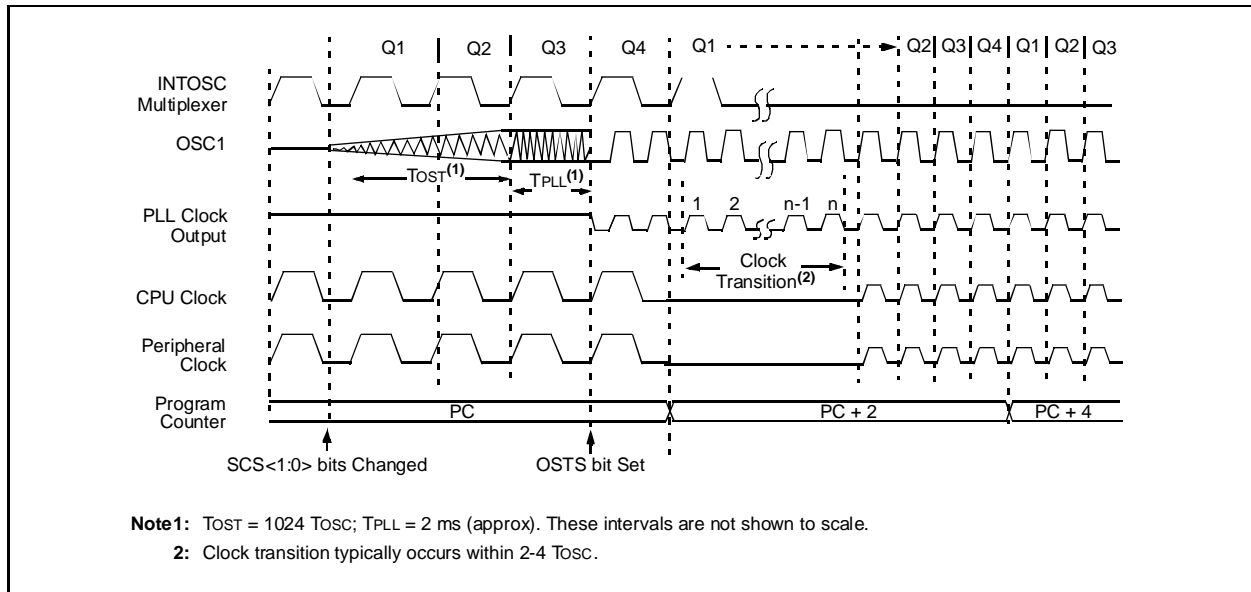 Q1 Q2 Q3 Q4 Q1 Q2 Q3 Q4 Q1 Q2 Q3
INTOSC
Multiplexer
OSC1
TOST(1) TPLL(1)
PLL Clock
Output
1 2 n-1 n
Clock
Transition(2)
CPU Clock
Peripheral
Clock
Program
Counter
PC PC + 2 PC + 4
SCS<1:0> bits Changed OSTS bit Set
Note1: TOST = 1024 TOSC; TPLL = 2 ms (approx). These intervals are not shown to scale.
2: Clock transition typically occurs within 2-4 TOSC.